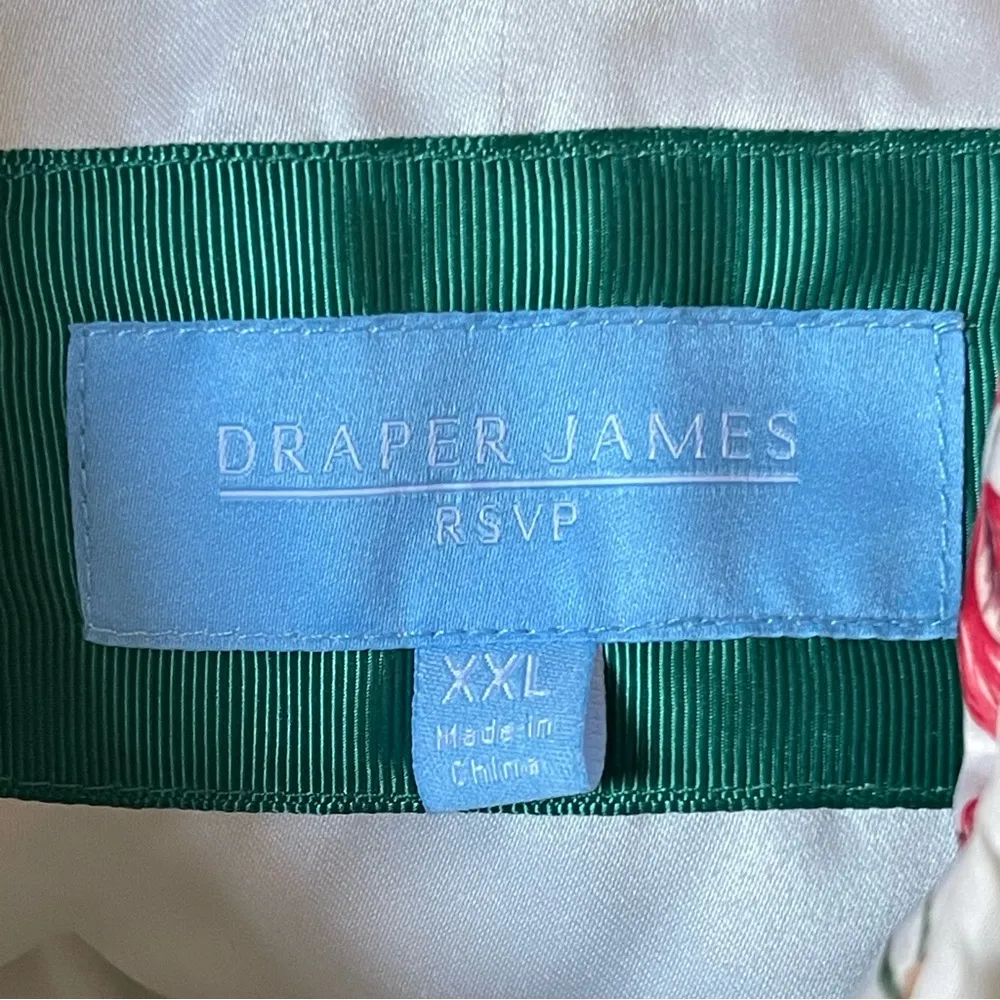 DRAPER JAMES
RSVP
XXL
Made in
China